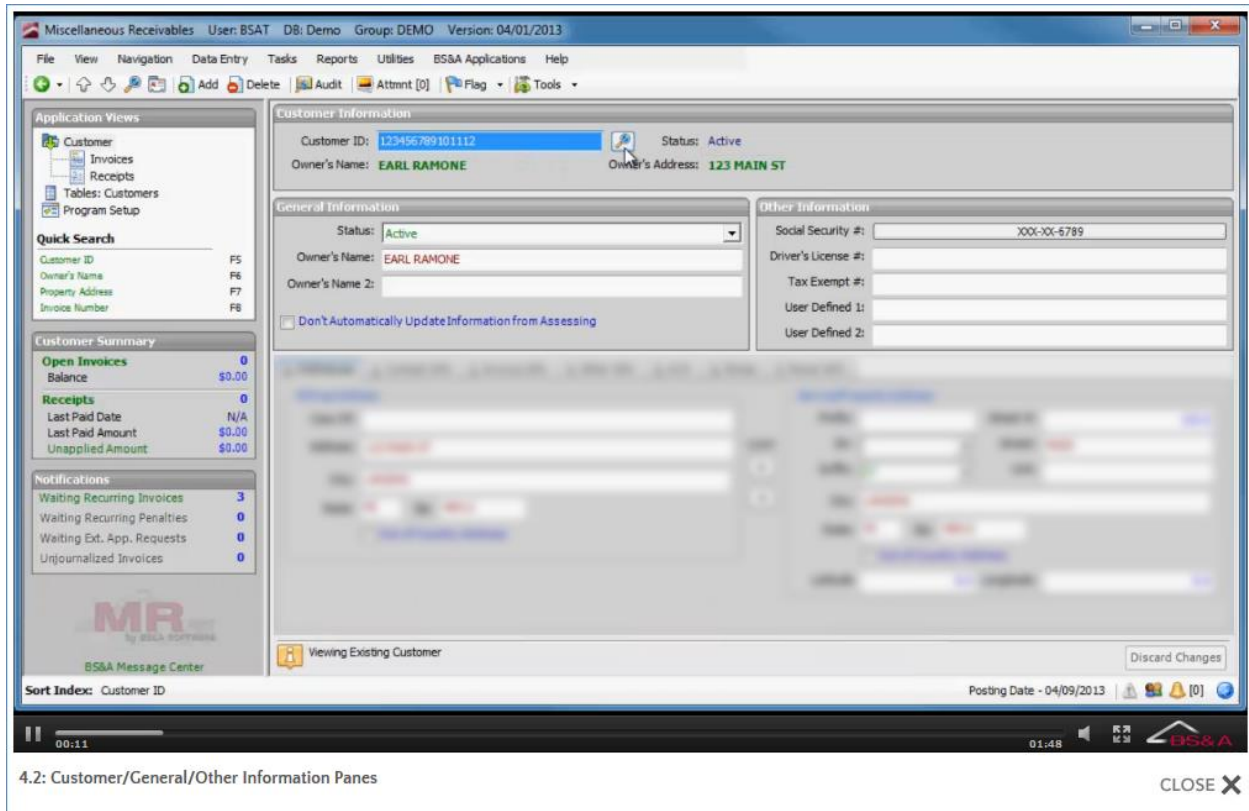 Miscellaneous Receivables User: BSAT DB: Demo Group: DEMO Version: 04/01/2013
File View Navigation Data Entry Tasks Reports Utilities BS&A Applications Help
Add Delete Audit Attmnt [0] Flag Tools
Application Views
Customer
Invoices
Receipts
Tables: Customers
Program Setup
Quick Search
Customer ID F5
Owner's Name F6
Property Address F7
Invoice Number F8
Customer Summary
Open Invoices 0
Balance $0.00
Receipts 0
Last Paid Date N/A
Last Paid Amount $0.00
Unapplied Amount $0.00
Notifications
Waiting Recurring Invoices 3
Waiting Recurring Penalties 0
Waiting Ext. App. Requests 0
Unjournalized Invoices 0
MR.net
by BS&A SOFTWARE
BS&A Message Center
Customer Information
Customer ID: 123456789101112 Status: Active
Owner's Name: EARL RAMONE Owner's Address: 123 MAIN ST
General Information
Status: Active
Owner's Name: EARL RAMONE
Owner's Name 2:
Don't Automatically Update Information from Assessing
Other Information
Social Security #: XXX-XX-6789
Driver's License #:
Tax Exempt #:
User Defined 1:
User Defined 2:
Viewing Existing Customer
Discard Changes
Sort Index: Customer ID Posting Date - 04/09/2013 [0]
00:11 01:48 BS&A
4.2: Customer/General/Other Information Panes
CLOSE